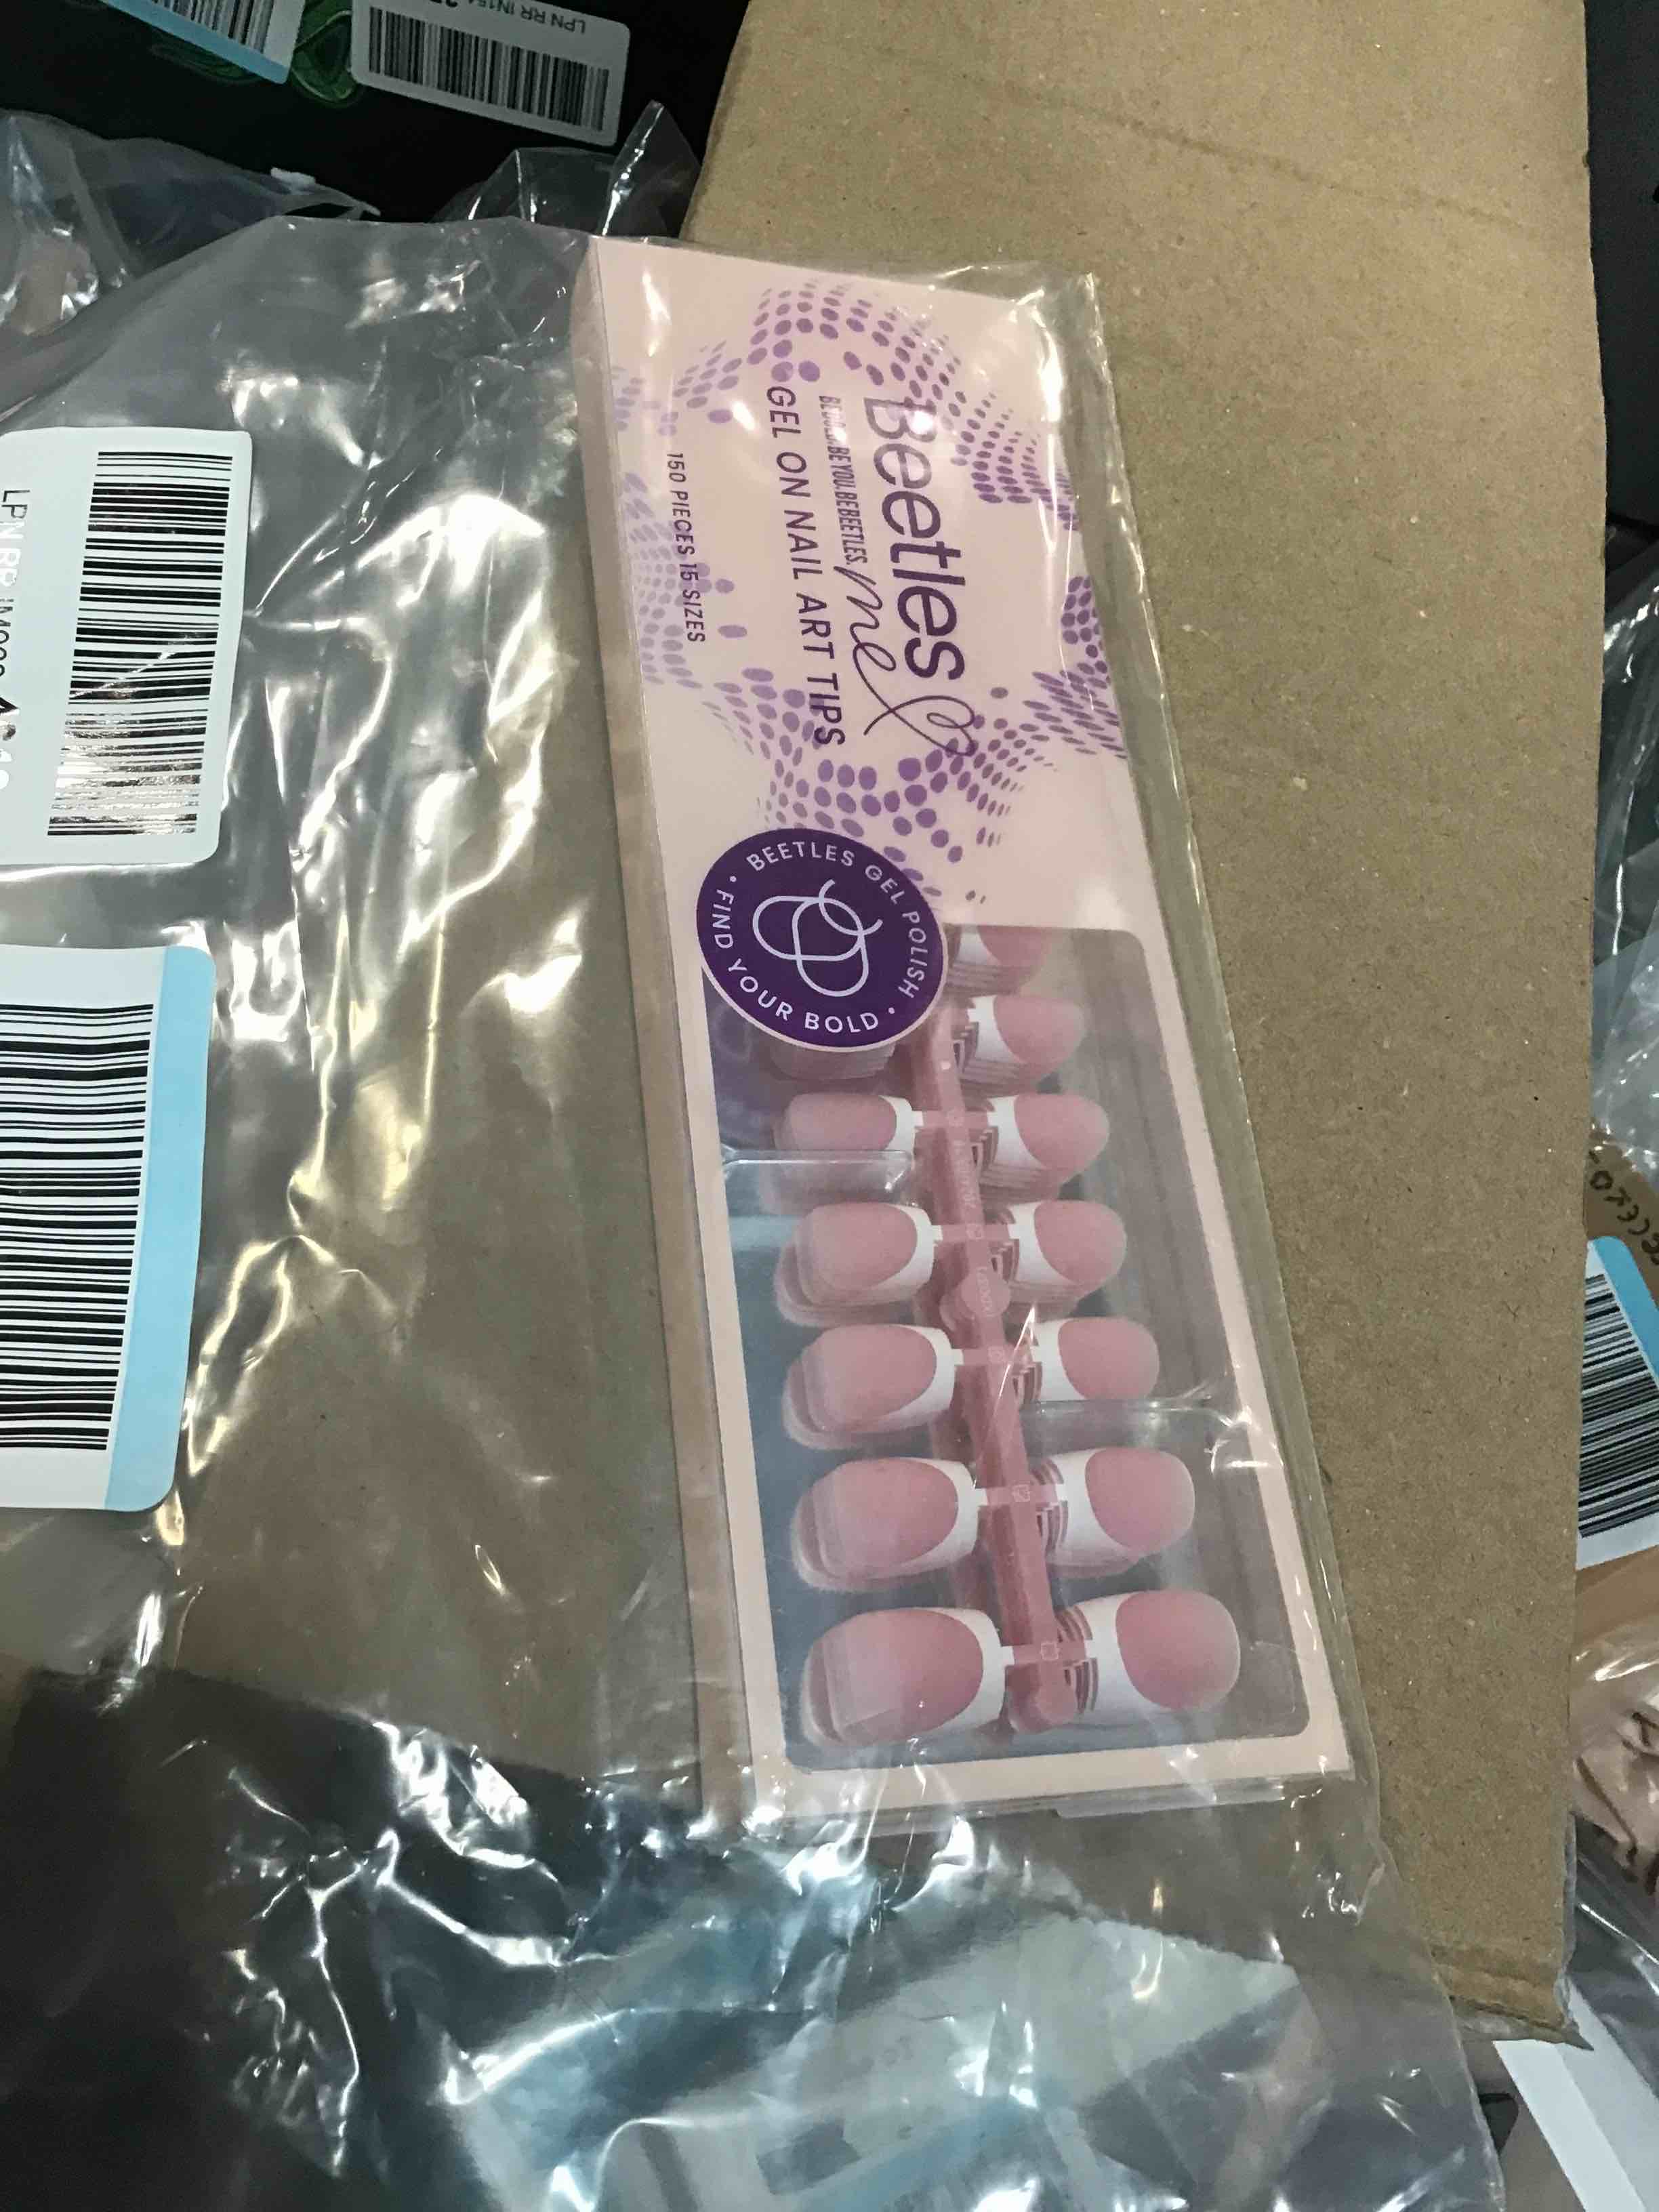 Beetles
BE BOLD.BE YOU.BE BEETLES.
me
GEL ON NAIL ART TIPS
150 PIECES 15 SIZES
BEETLES GEL POLISH • FIND YOUR BOLD •
LPN RR